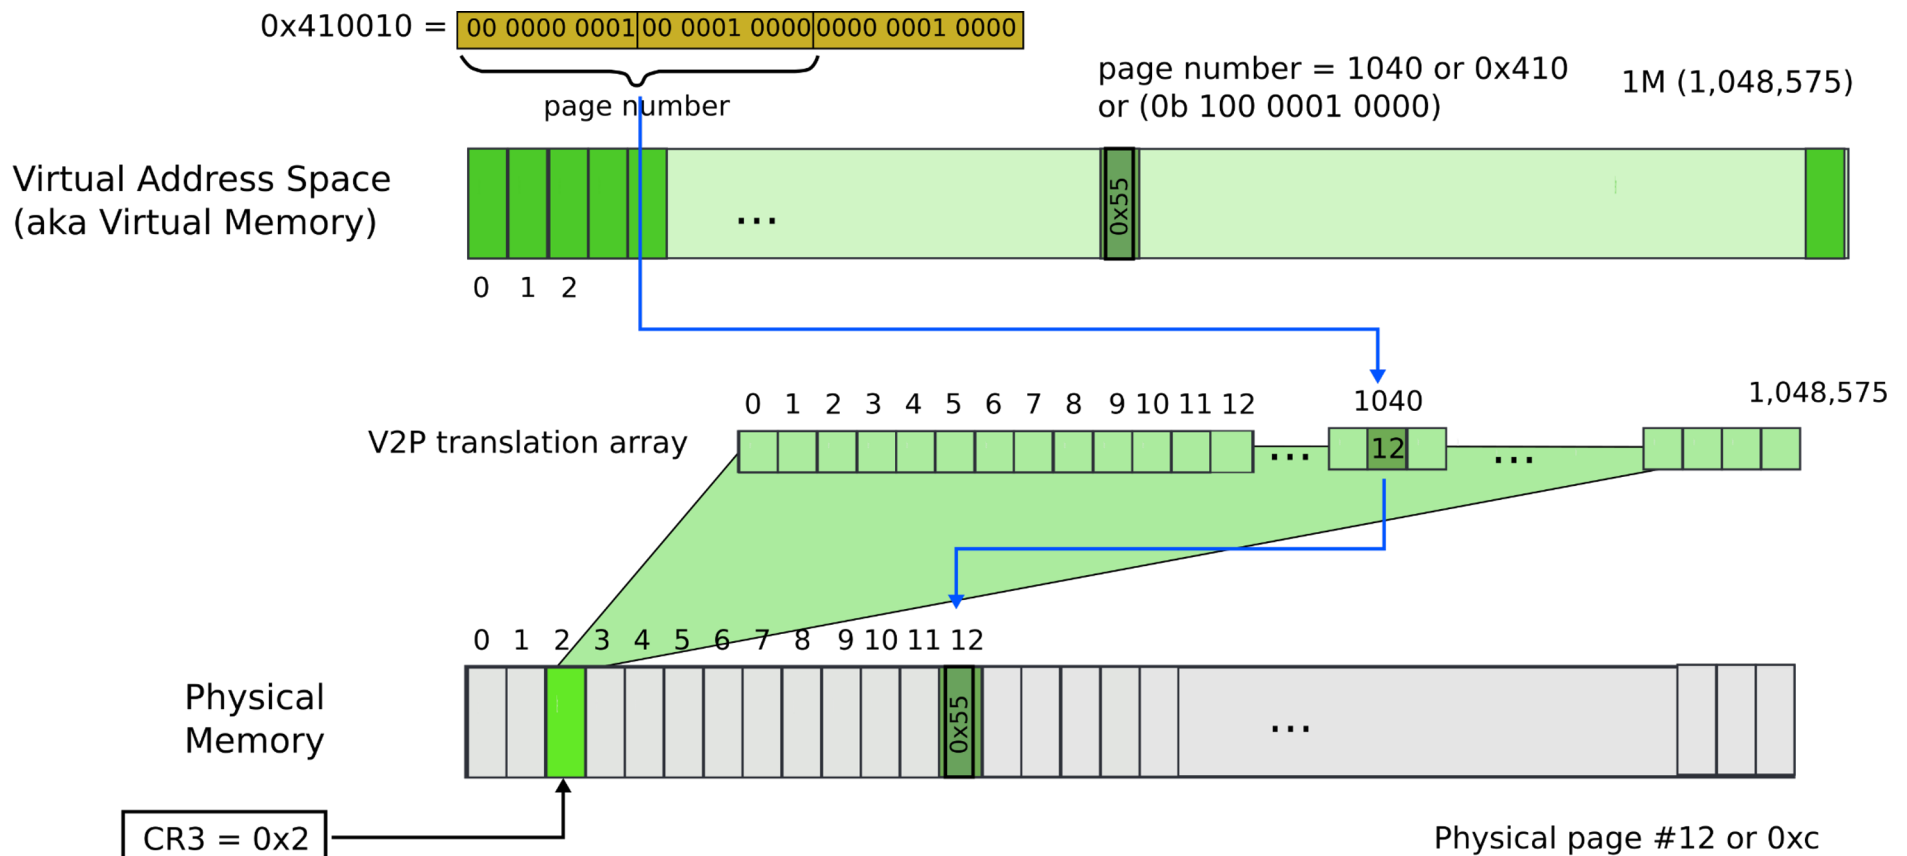 0x410010 = 00 0000 0001 00 0001 0000 0000 0001 0000
page number
page number = 1040 or 0x410
or (0b 100 0001 0000)
1M (1,048,575)
Virtual Address Space
(aka Virtual Memory)
...
0x55
0 1 2
V2P translation array
0 1 2 3 4 5 6 7 8 9 10 11 12
1040
1,048,575
...
12
...
0 1 2 3 4 5 6 7 8 9 10 11 12
Physical
Memory
0x55
...
CR3 = 0x2
Physical page #12 or 0xc